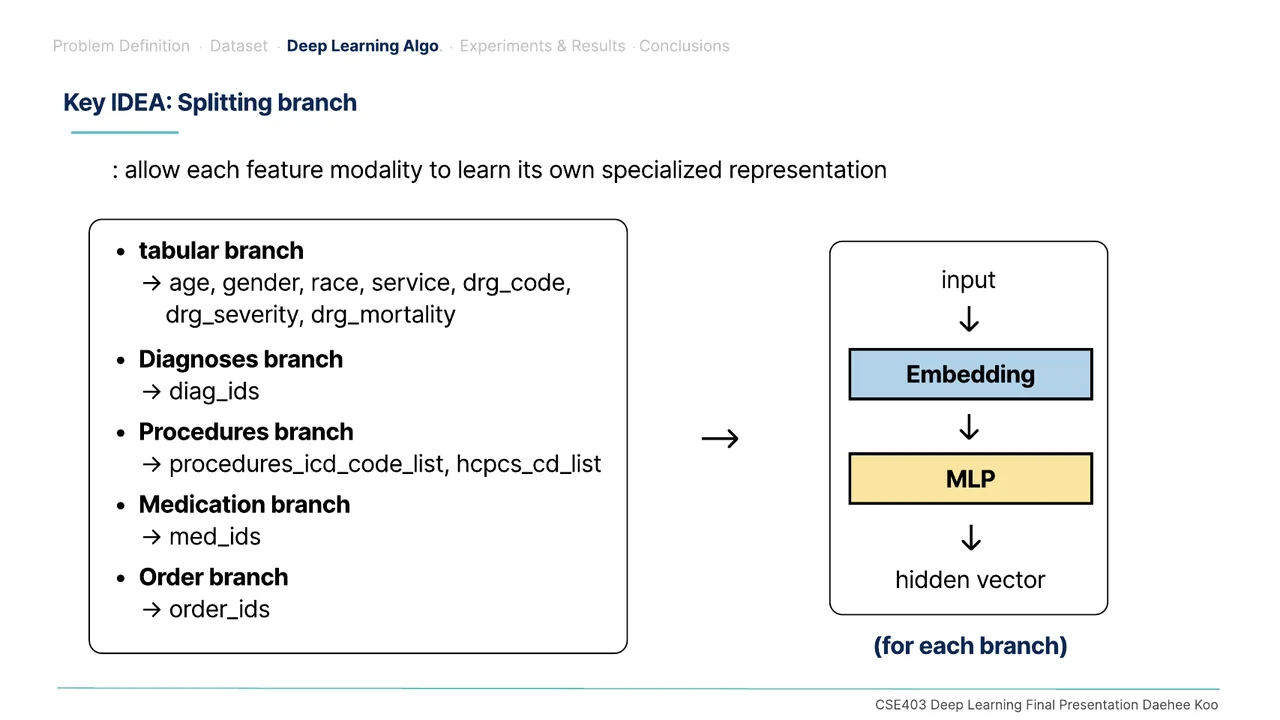 Problem Definition · Dataset · Deep Learning Algo. · Experiments & Results · Conclusions
Key IDEA: Splitting branch
: allow each feature modality to learn its own specialized representation
• tabular branch
→ age, gender, race, service, drg_code,
drg_severity, drg_mortality
• Diagnoses branch
→ diag_ids
• Procedures branch
→ procedures_icd_code_list, hcpcs_cd_list
• Medication branch
→ med_ids
• Order branch
→ order_ids
→
input
↓
Embedding
↓
MLP
↓
hidden vector
(for each branch)
CSE403 Deep Learning Final Presentation Daehee Koo